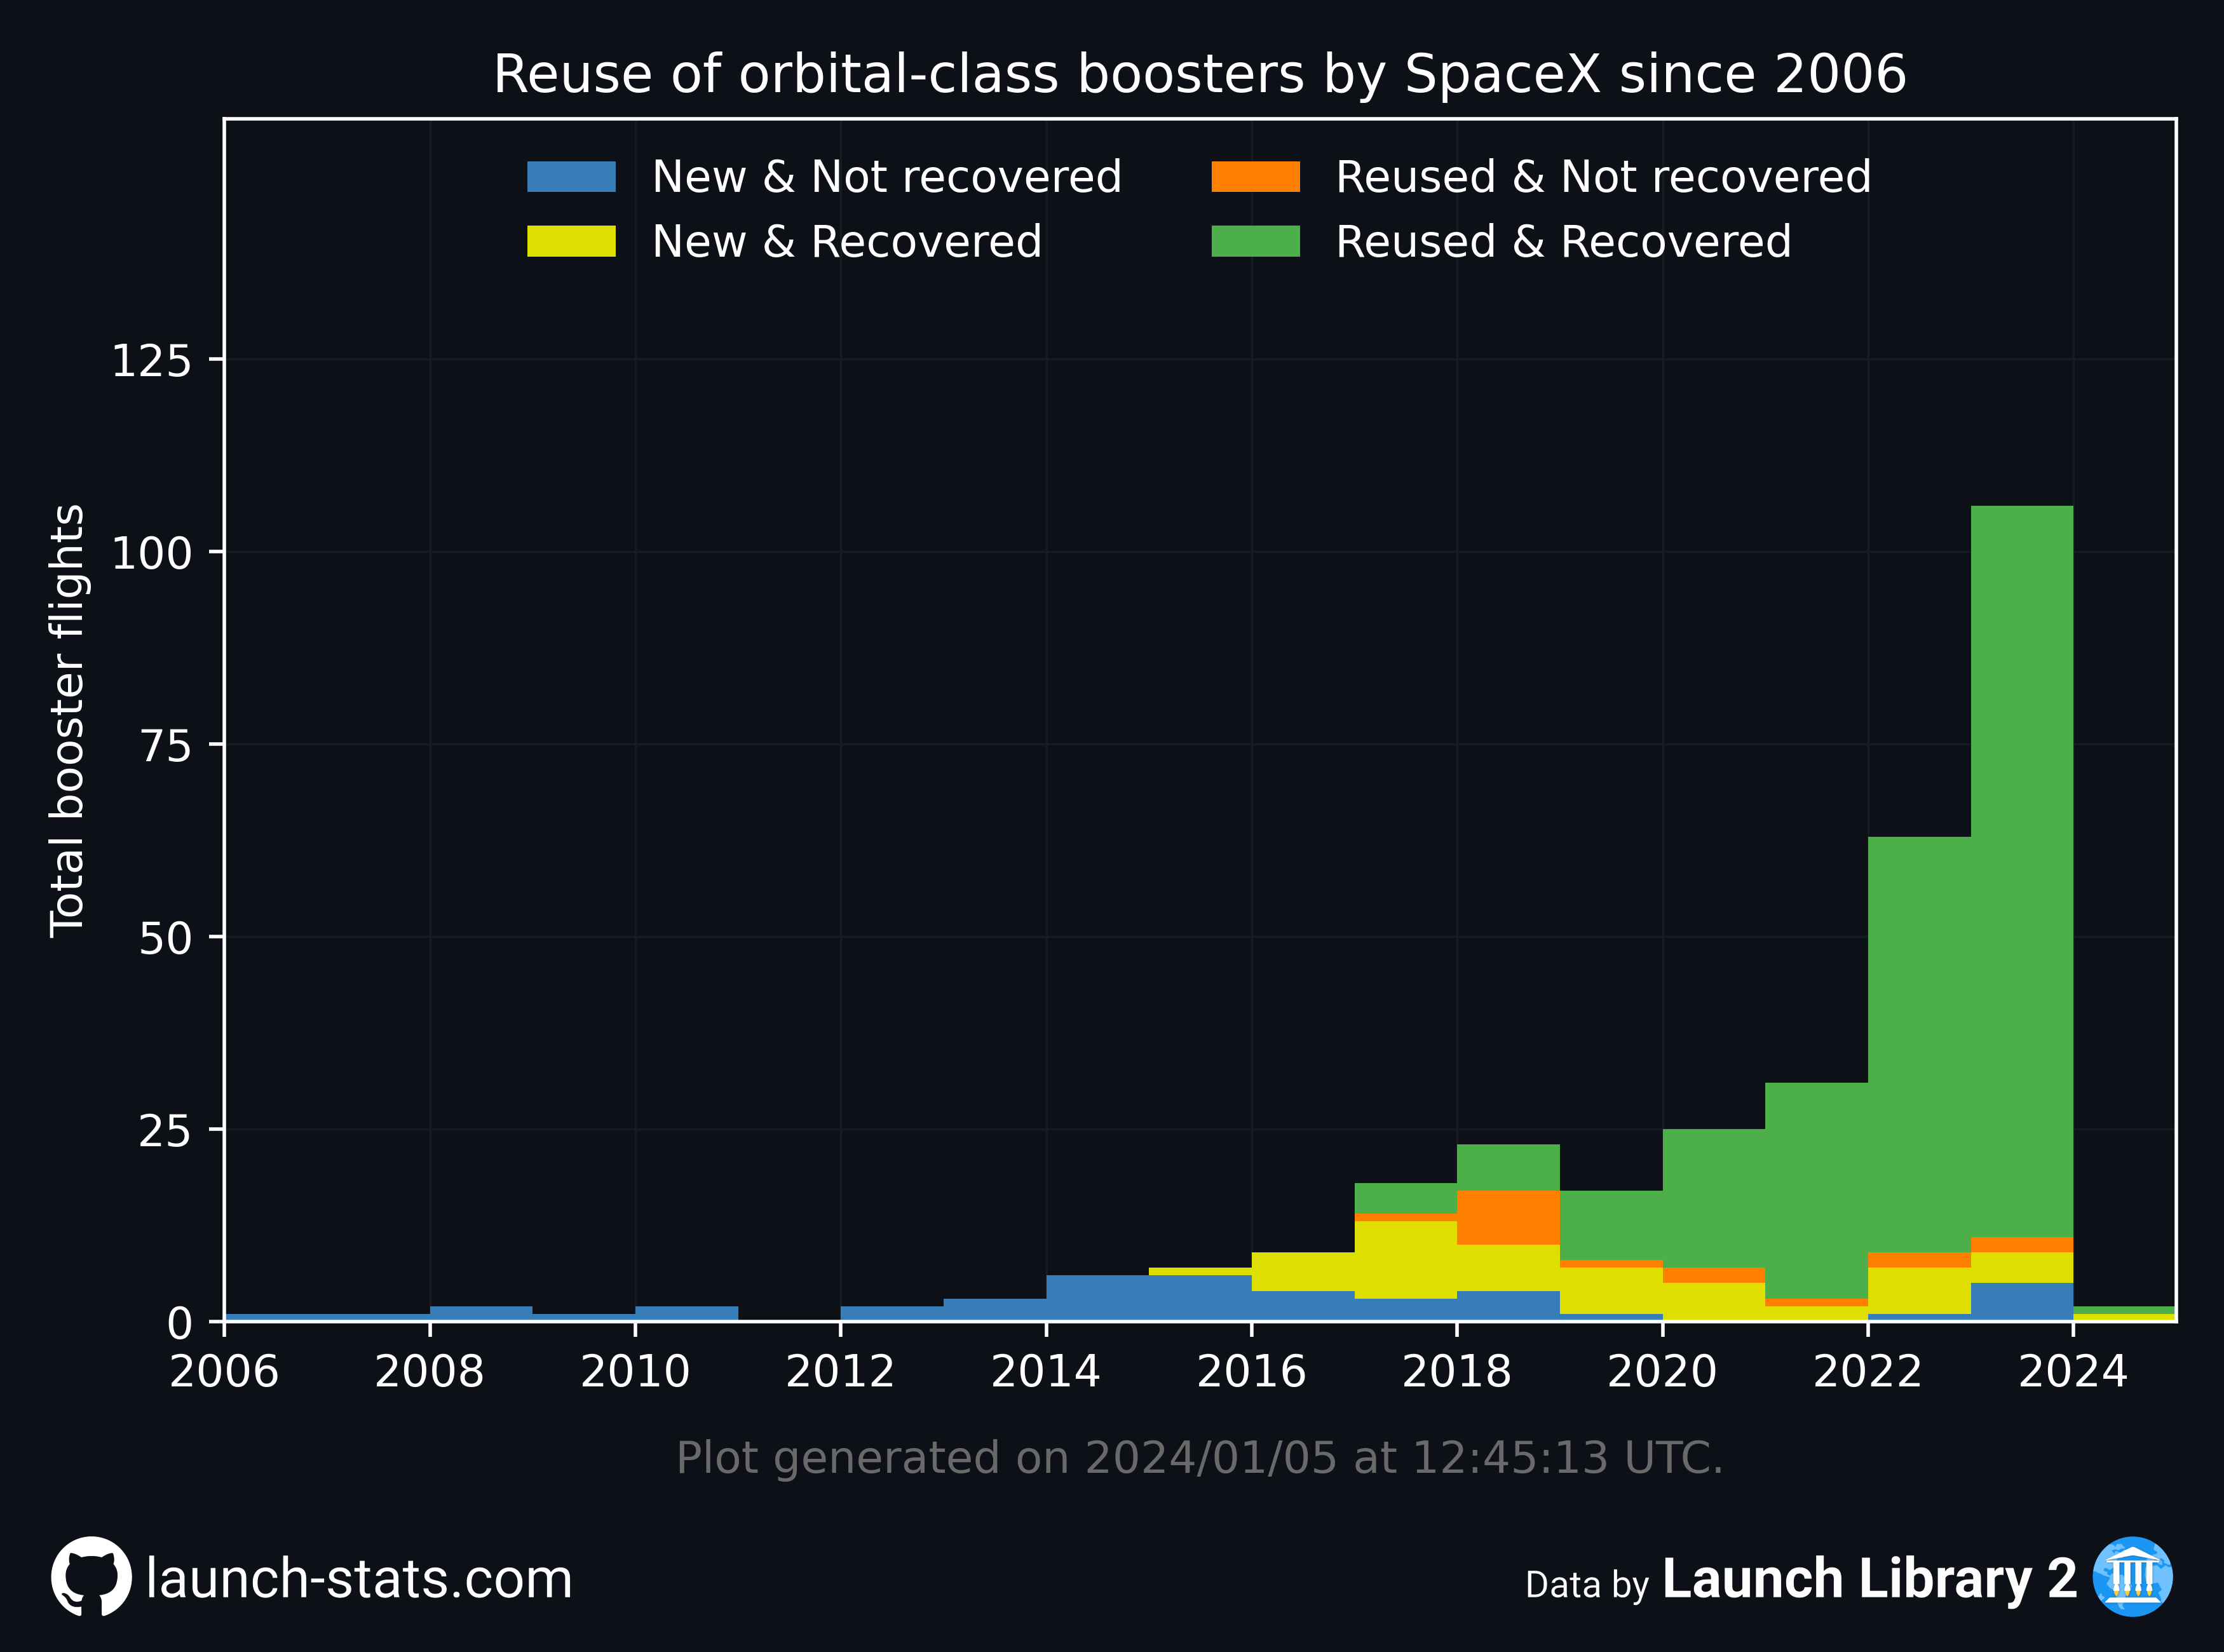 Reuse of orbital-class boosters by SpaceX since 2006
New & Not recovered
New & Recovered
Reused & Not recovered
Reused & Recovered
Total booster flights
125
100
75
50
25
0
2006 2008 2010 2012 2014 2016 2018 2020 2022 2024
Plot generated on 2024/01/05 at 12:45:13 UTC.
launch-stats.com
Data by Launch Library 2